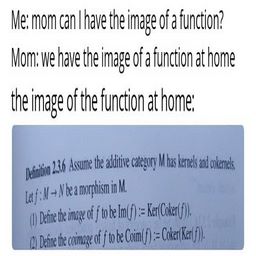 Me: mom can I have the image of a function?
Mom: we have the image of a function at home
the image of the function at home:
Definition 2.3.6 Assume the additive category M has kernels and cokernels.
Let f : M → N be a morphism in M.
(1) Define the image of f to be Im(f) := Ker(Coker(f)).
(2) Define the coimage of f to be Coim(f) := Coker(Ker(f)).